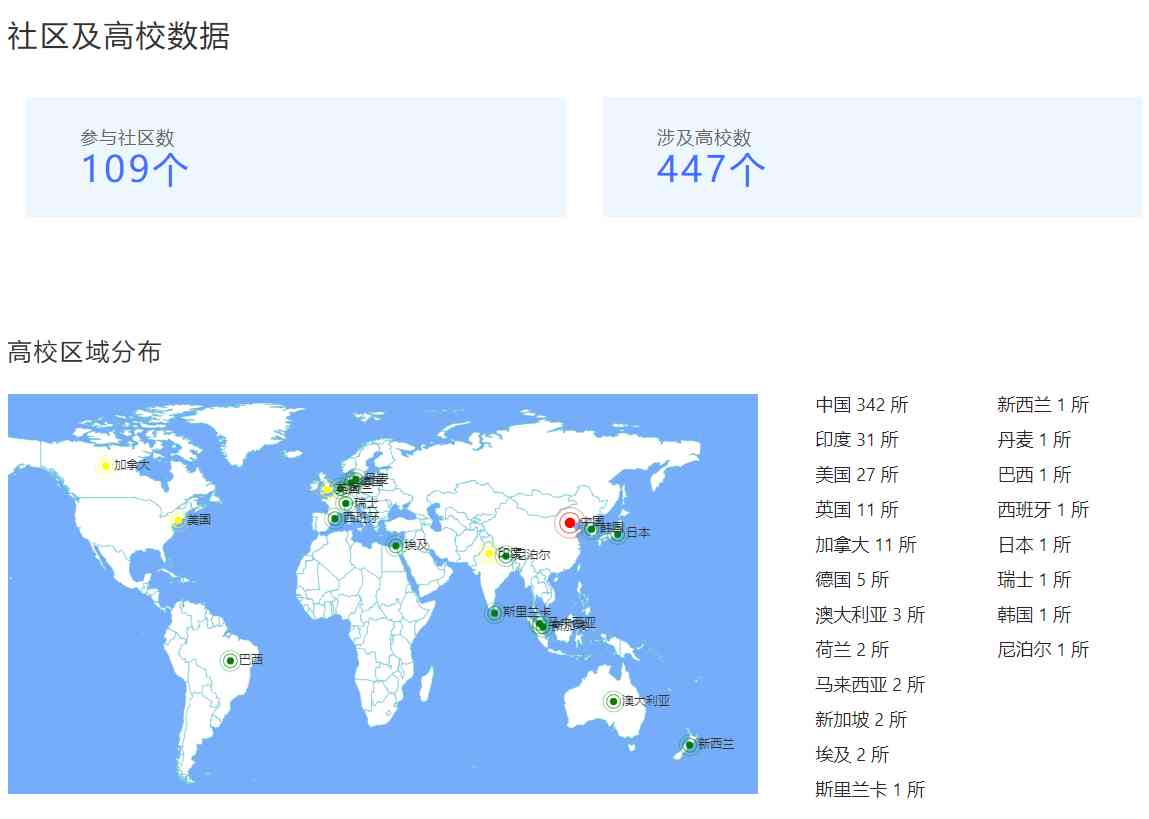 社区及高校数据
参与社区数
109个
涉及高校数
447个
高校区域分布
加拿大
美国
巴西
丹麦
瑞士
西班牙
埃及
中国
韩国
日本
印度
尼泊尔
斯里兰卡
马来西亚
新加坡
澳大利亚
新西兰
中国 342 所
印度 31 所
美国 27 所
英国 11 所
加拿大 11 所
德国 5 所
澳大利亚 3 所
荷兰 2 所
马来西亚 2 所
新加坡 2 所
埃及 2 所
斯里兰卡 1 所
新西兰 1 所
丹麦 1 所
巴西 1 所
西班牙 1 所
日本 1 所
瑞士 1 所
韩国 1 所
尼泊尔 1 所